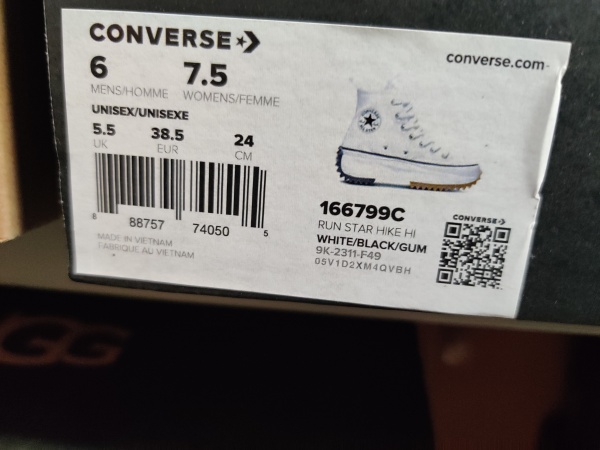 CONVERSE
converse.com
6 7.5
MENS/HOMME WOMENS/FEMME
UNISEX/UNISEXE
5.5 38.5 24
UK EUR CM
8 88757 74050 5
MADE IN VIETNAM
FABRIQUE AU VIETNAM
166799C
RUN STAR HIKE HI
WHITE/BLACK/GUM
9K-2311-F49
05V1D2XM4QVBH
CONVERSE
GG